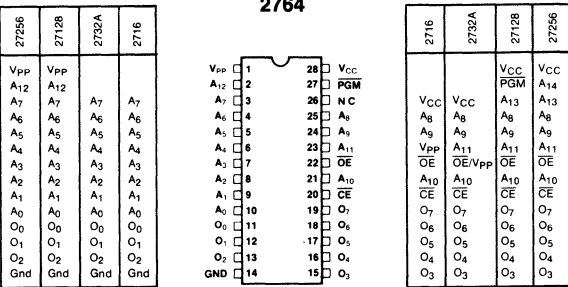 2764
27256 27128 2732A 2716
VPP VPP
A12 A12
A7 A7 A7 A7
A6 A6 A6 A6
A5 A5 A5 A5
A4 A4 A4 A4
A3 A3 A3 A3
A2 A2 A2 A2
A1 A1 A1 A1
A0 A0 A0 A0
O0 O0 O0 O0
O1 O1 O1 O1
O2 O2 O2 O2
Gnd Gnd Gnd Gnd
VPP 1 28 VCC
A12 2 27 PGM
A7 3 26 N C
A6 4 25 A8
A5 5 24 A9
A4 6 23 A11
A3 7 22 OE
A2 8 21 A10
A1 9 20 CE
A0 10 19 O7
O0 11 18 O6
O1 12 17 O5
O2 13 16 O4
GND 14 15 O3
2716 2732A 27128 27256
VCC VCC
PGM A14
VCC VCC A13 A13
A8 A8 A8 A8
A9 A9 A9 A9
VPP A11 A11 A11
OE OE/VPP OE OE
A10 A10 A10 A10
CE CE CE CE
O7 O7 O7 O7
O6 O6 O6 O6
O5 O5 O5 O5
O4 O4 O4 O4
O3 O3 O3 O3